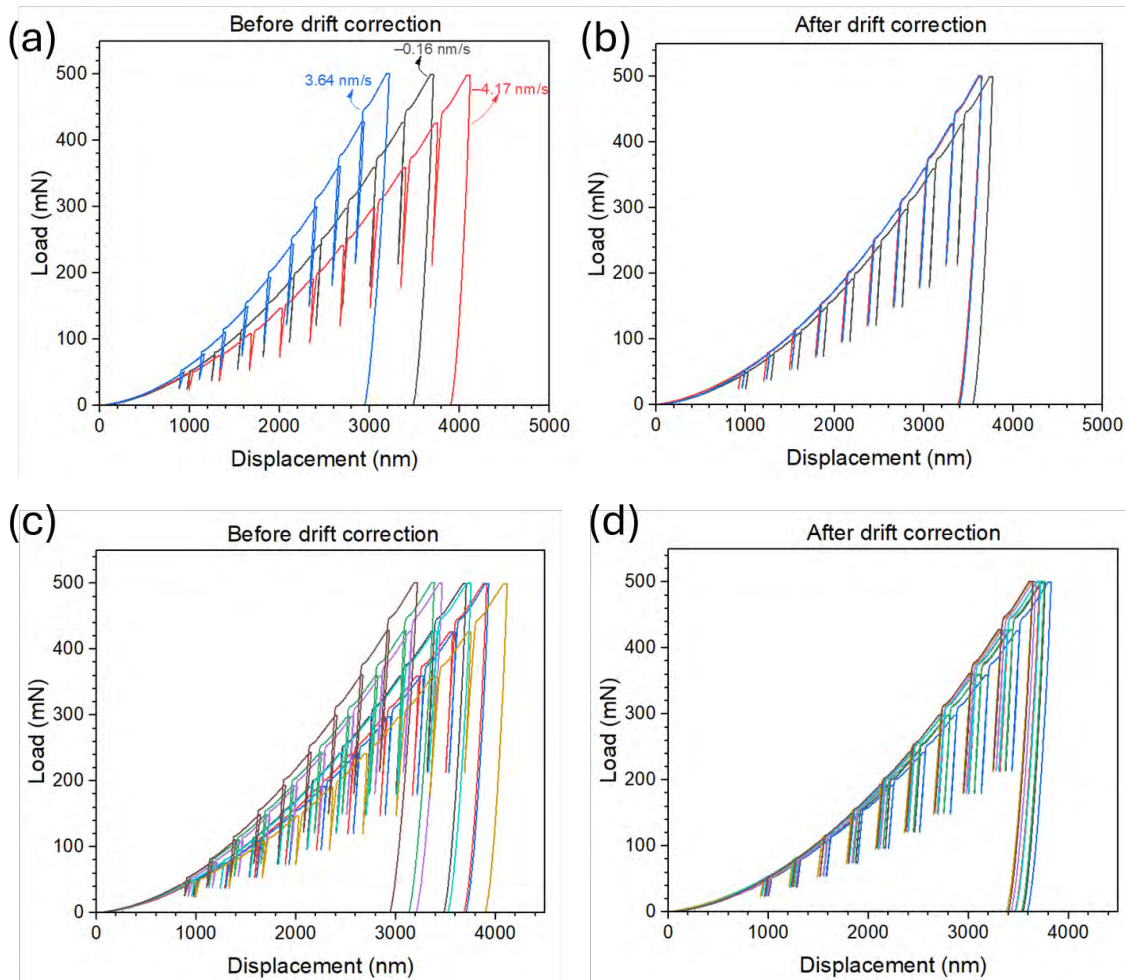 (a)
Before drift correction
–0.16 nm/s
3.64 nm/s
–4.17 nm/s
500
400
300
200
100
0
Load (mN)
0 1000 2000 3000 4000 5000
Displacement (nm)
(b)
After drift correction
500
400
300
200
100
0
Load (mN)
0 1000 2000 3000 4000 5000
Displacement (nm)
(c)
Before drift correction
500
400
300
200
100
0
Load (mN)
0 1000 2000 3000 4000
Displacement (nm)
(d)
After drift correction
500
400
300
200
100
0
Load (mN)
0 1000 2000 3000 4000
Displacement (nm)